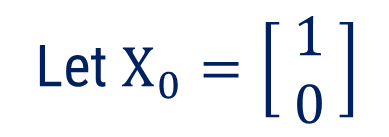 Let X₀ = [1
0]